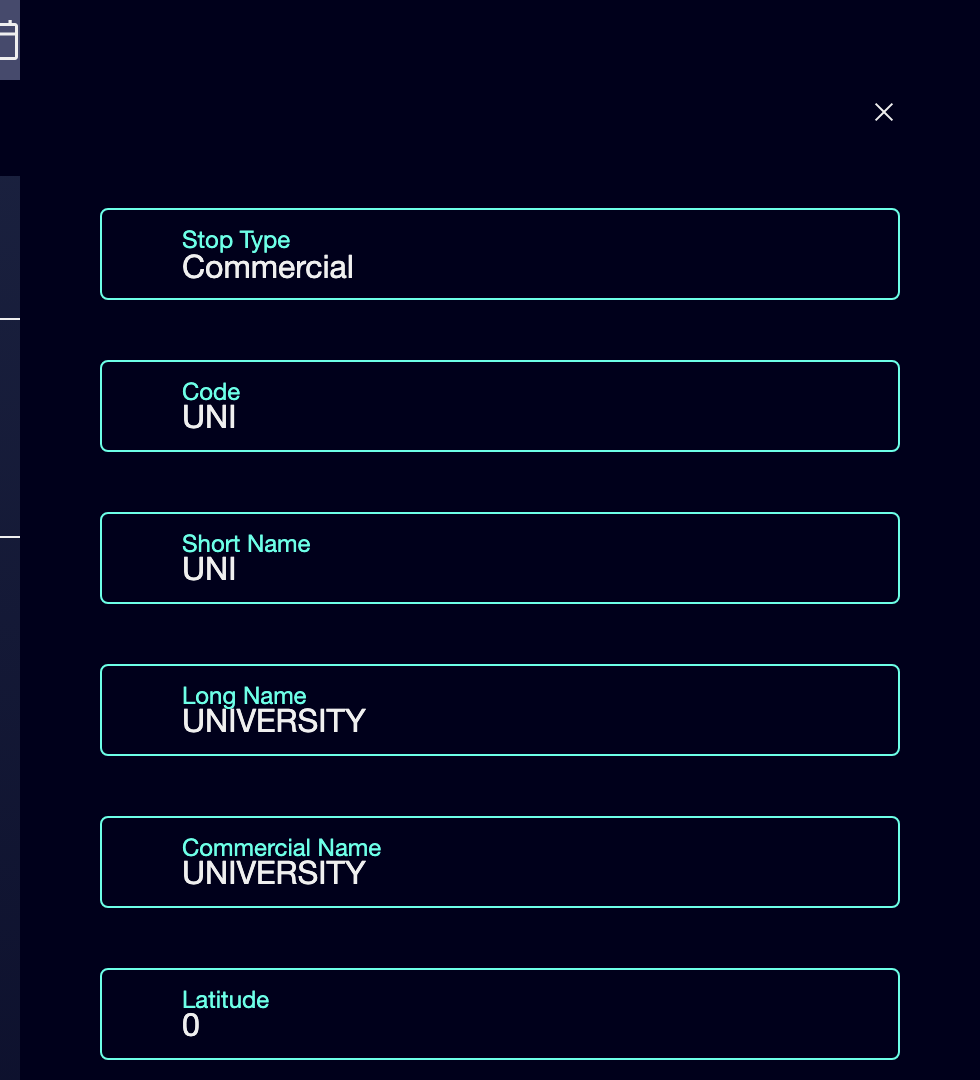 Stop Type
Commercial
Code
UNI
Short Name
UNI
Long Name
UNIVERSITY
Commercial Name
UNIVERSITY
Latitude
0